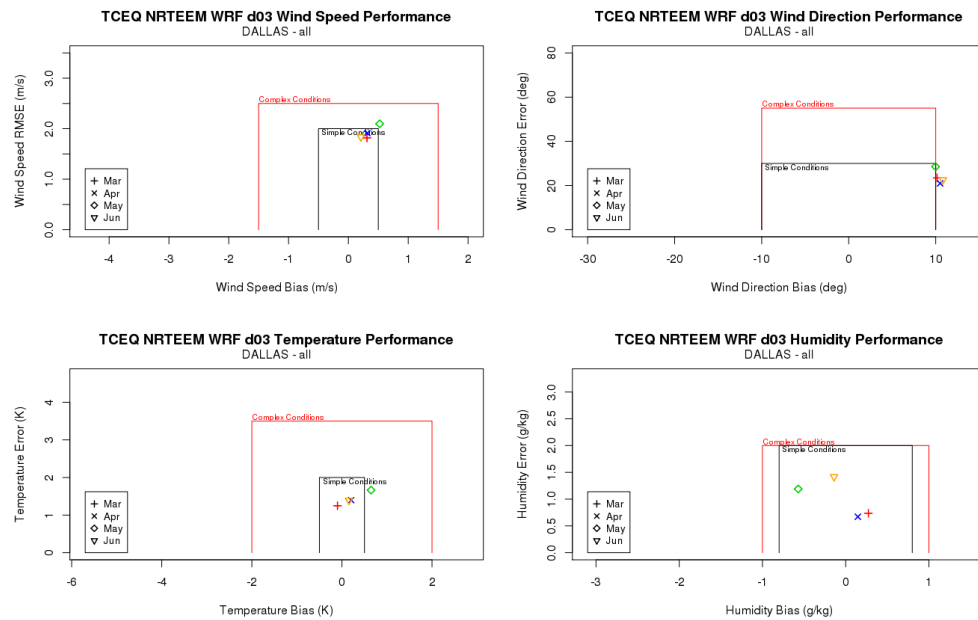 TCEQ NRTEEM WRF d03 Wind Speed Performance
DALLAS - all
Wind Speed RMSE (m/s)
0.0
1.0
2.0
3.0
Complex Conditions
Simple Conditions
Mar
Apr
May
Jun
-4
-3
-2
-1
0
1
2
Wind Speed Bias (m/s)
TCEQ NRTEEM WRF d03 Wind Direction Performance
DALLAS - all
Wind Direction Error (deg)
0
20
40
60
80
Complex Conditions
Simple Conditions
Mar
Apr
May
Jun
-30
-20
-10
0
10
Wind Direction Bias (deg)
TCEQ NRTEEM WRF d03 Temperature Performance
DALLAS - all
Temperature Error (K)
0
1
2
3
4
Complex Conditions
Simple Conditions
Mar
Apr
May
Jun
-6
-4
-2
0
2
Temperature Bias (K)
TCEQ NRTEEM WRF d03 Humidity Performance
DALLAS - all
Humidity Error (g/kg)
0.0
0.5
1.0
1.5
2.0
2.5
3.0
Complex Conditions
Simple Conditions
Mar
Apr
May
Jun
-3
-2
-1
0
1
Humidity Bias (g/kg)